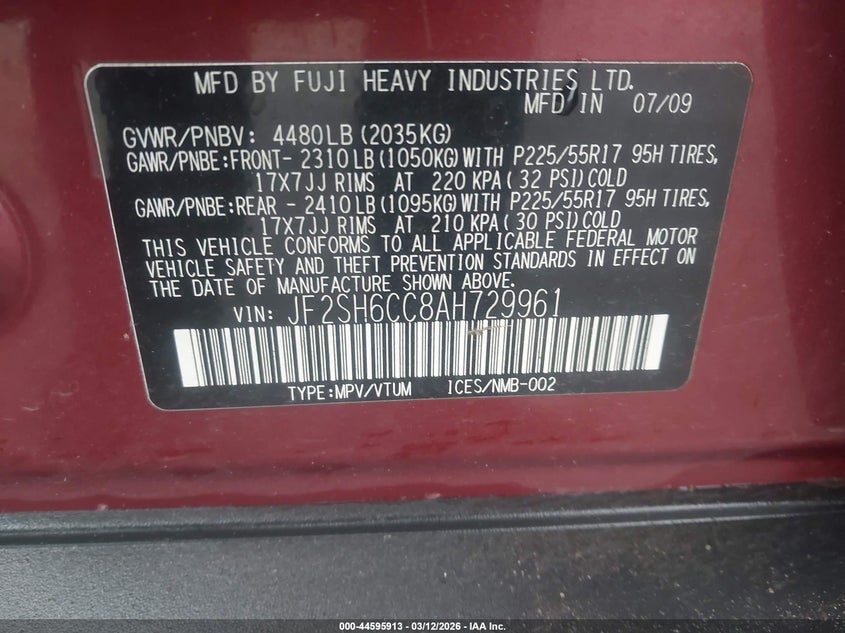 MFD BY FUJI HEAVY INDUSTRIES LTD.
MFD IN 07/09
GVWR/PNBV: 4480LB (2035KG)
GAWR/PNBE:FRONT- 2310LB(1050KG)WITH P225/55R17 95H TIRES,
17X7JJ RIMS AT 220 KPA( 32 PSI)COLD
GAWR/PNBE:REAR - 2410LB(1095KG)WITH P225/55R17 95H TIRES,
17X7JJ RIMS AT 210 KPA( 30 PSI)COLD
THIS VEHICLE CONFORMS TO ALL APPLICABLE FEDERAL MOTOR
VEHICLE SAFETY AND THEFT PREVENTION STANDARDS IN EFFECT ON
THE DATE OF MANUFACTURE SHOWN ABOVE.
VIN: JF2SH6CC8AH729961
TYPE:MPV/VTUM ICES/NMB-002
000-44595913 - 03/12/2026 - IAA Inc.